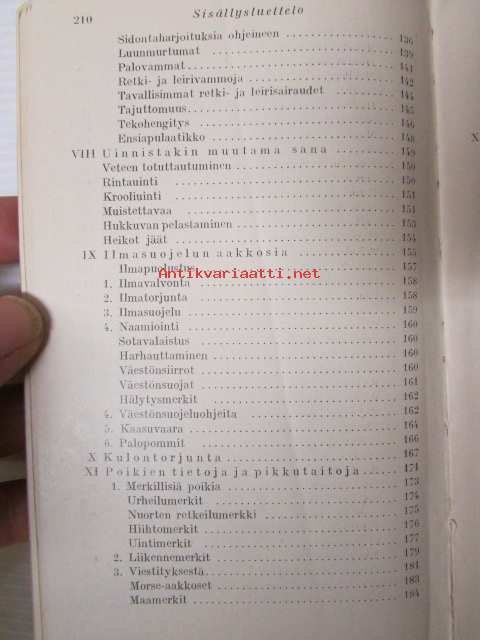 210 Sisällysluettelo
Sidontaharjoituksia ohjeineen 136
Luunmurtumat 139
Palovammat 141
Retki- ja leirivammoja 142
Tavallisimmat retki- ja leirisairaudet 144
Tajuttomuus 145
Tekohengitys 146
Ensiapulaatikko 148
VIII Uinnistakin muutama sana 149
Veteen totuttautuminen 150
Rintauinti 150
Krooliuinti 151
Muistettavaa 151
Hukkuvan pelastaminen 153
Heikot jäät 154
IX Ilmasuojelun aakkosia 155
Ilmapuolustus 157
Antikvariaatti.net
1. Ilmavalvonta 158
2. Ilmatorjunta 158
3. Ilmasuojelu 159
4. Naamiointi 160
Sotavalaistus 160
Harhauttaminen 160
Väestönsiirrot 160
Väestönsuojat 161
Hälytysmerkit 162
4. Väestönsuojeluohjeita 162
5. Kaasuvaara 164
6. Palopommit 166
X Kulontorjunta 167
XI Poikien tietoja ja pikkutaitoja 171
1. Merkillisiä poikia 173
Urheilumerkit 174
Nuorten retkeilumerkki 175
Hiihtomerkit 176
Uintimerkit 177
2. Liikennemerkit 179
3. Viestityksestä 181
Morse-aakkoset 183
Maamerkit 184
X